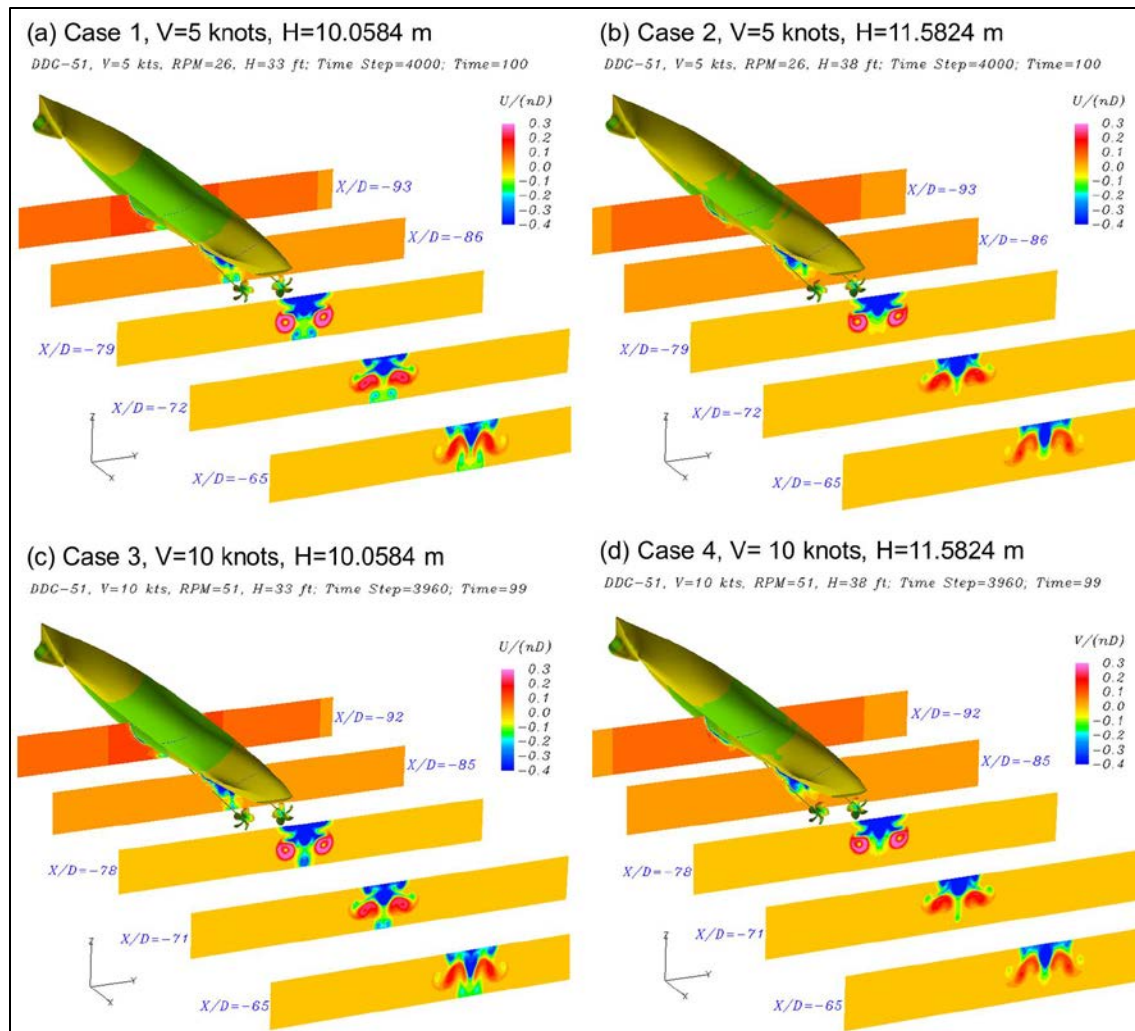 (a) Case 1, V=5 knots, H=10.0584 m
DDG-51, V=5 kts, RPM=26, H=33 ft; Time Step=4000; Time=100
U/(nD)
0.3
0.2
0.1
0.0
-0.1
-0.2
-0.3
-0.4
X/D=-93
X/D=-86
X/D=-79
X/D=-72
X/D=-65
Z
Y
X
(b) Case 2, V=5 knots, H=11.5824 m
DDG-51, V=5 kts, RPM=26, H=38 ft; Time Step=4000; Time=100
U/(nD)
0.3
0.2
0.1
0.0
-0.1
-0.2
-0.3
-0.4
X/D=-93
X/D=-86
X/D=-79
X/D=-72
X/D=-65
Z
Y
X
(c) Case 3, V=10 knots, H=10.0584 m
DDG-51, V=10 kts, RPM=51, H=33 ft; Time Step=3960; Time=99
U/(nD)
0.3
0.2
0.1
0.0
-0.1
-0.2
-0.3
-0.4
X/D=-92
X/D=-85
X/D=-78
X/D=-71
X/D=-65
Z
Y
X
(d) Case 4, V= 10 knots, H=11.5824 m
DDG-51, V=10 kts, RPM=51, H=38 ft; Time Step=3960; Time=99
V/(nD)
0.3
0.2
0.1
0.0
-0.1
-0.2
-0.3
-0.4
X/D=-92
X/D=-85
X/D=-78
X/D=-71
X/D=-65
Z
Y
X